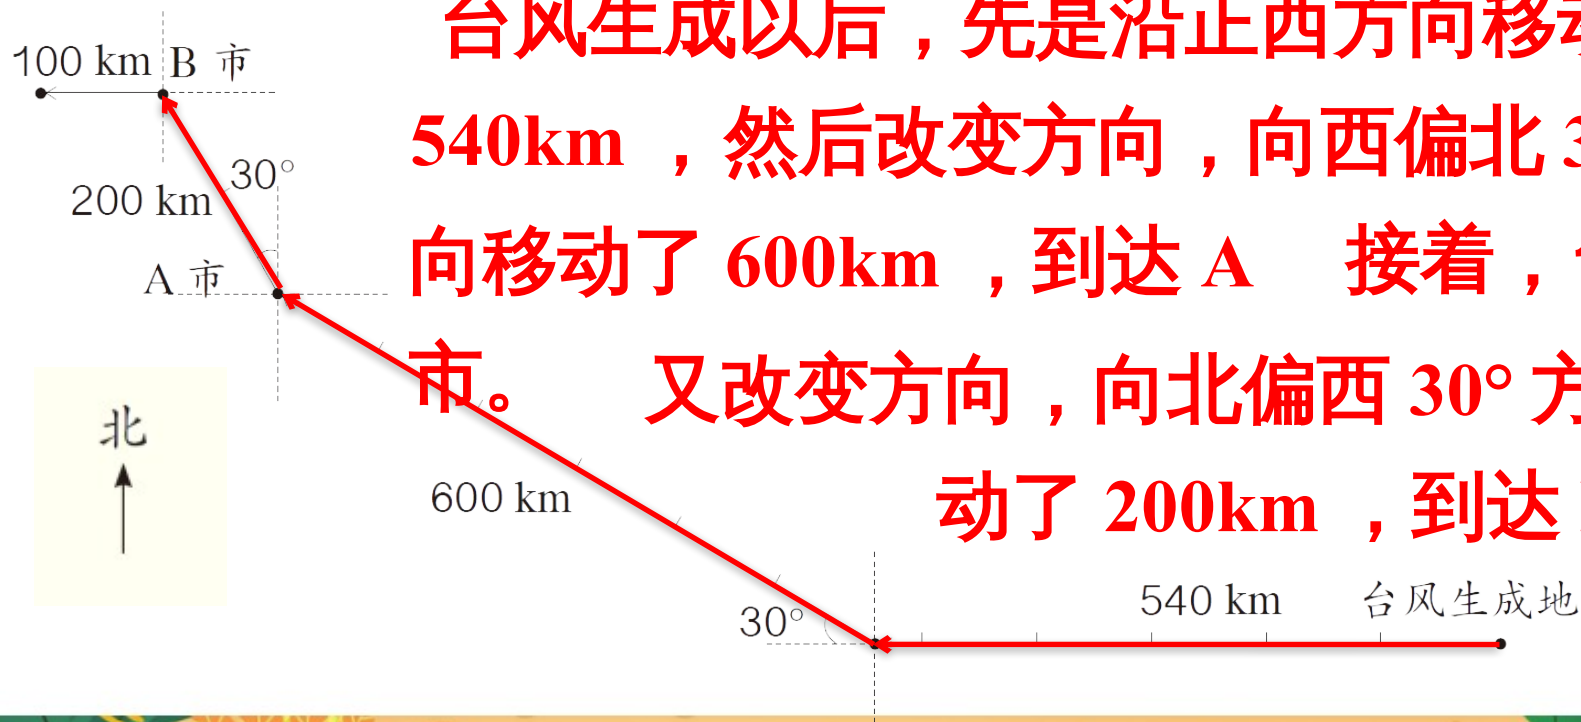 台风生成以后，先是沿正西方向移动
540km ，然后改变方向，向西偏北 3
向移动了 600km ，到达 A 接着，
市。 又改变方向，向北偏西 30° 方
动了 200km ，到达
100 km B 市
30°
200 km
A 市
北
600 km
30°
540 km 台风生成地